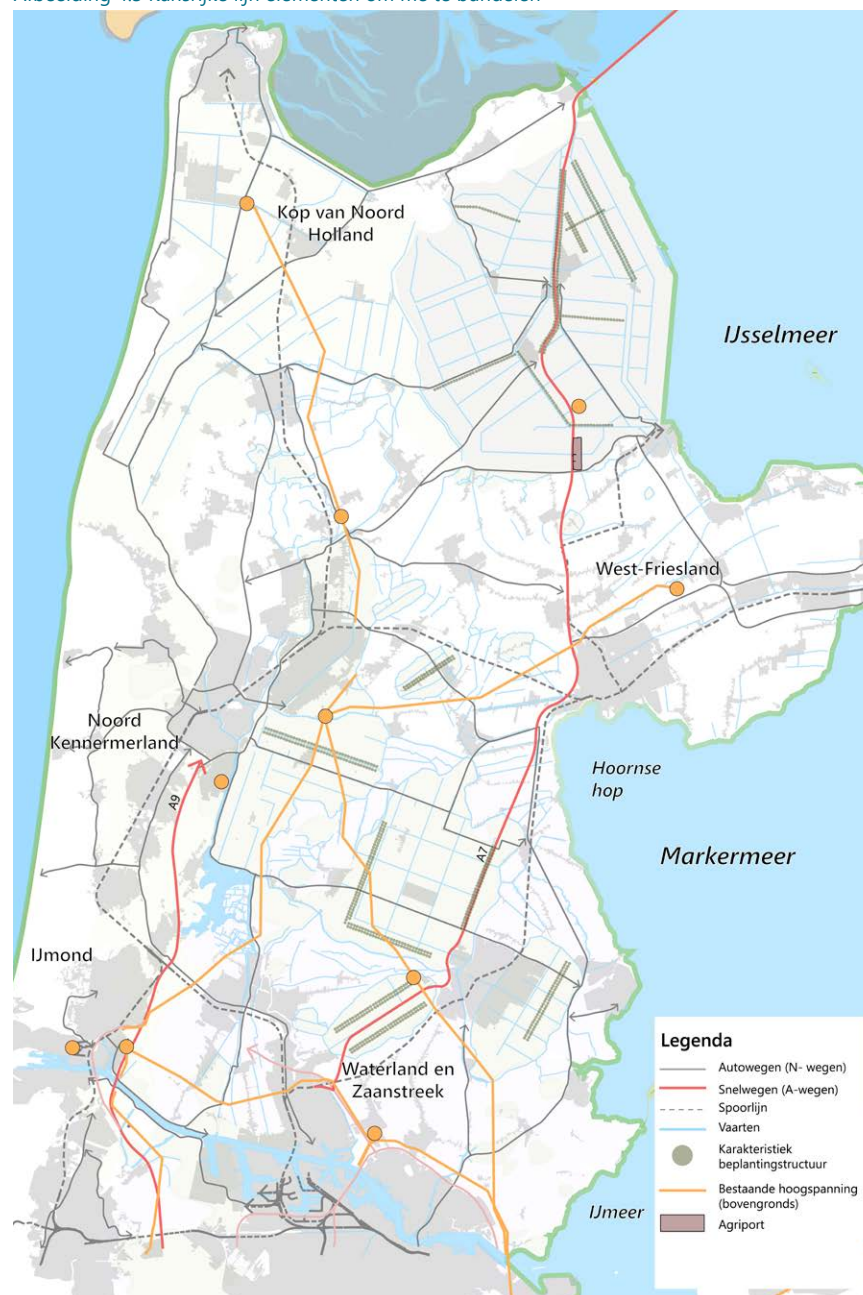 Kop van Noord
Holland
IJsselmeer
West-Friesland
Noord
Kennermerland
Hoornse
hop
A9
A7
Markermeer
IJmond
Waterland en
Zaanstreek
IJmeer
Legenda
Autowegen (N- wegen)
Snelwegen (A-wegen)
Spoorlijn
Vaarten
Karakteristiek
beplantingstructuur
Bestaande hoogspanning
(bovengronds)
Agriport